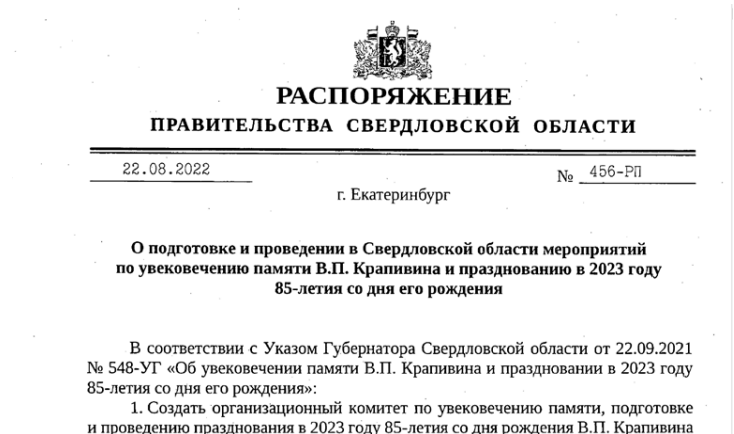 РАСПОРЯЖЕНИЕ
ПРАВИТЕЛЬСТВА СВЕРДЛОВСКОЙ ОБЛАСТИ
22.08.2022
№ 456-РП
г. Екатеринбург
О подготовке и проведении в Свердловской области мероприятий
по увековечению памяти В.П. Крапивина и празднованию в 2023 году
85-летия со дня его рождения
В соответствии с Указом Губернатора Свердловской области от 22.09.2021
№ 548-УГ «Об увековечении памяти В.П. Крапивина и праздновании в 2023 году
85-летия со дня его рождения»:
1. Создать организационный комитет по увековечению памяти, подготовке
и проведению празднования в 2023 году 85-летия со дня рождения В.П. Крапивина